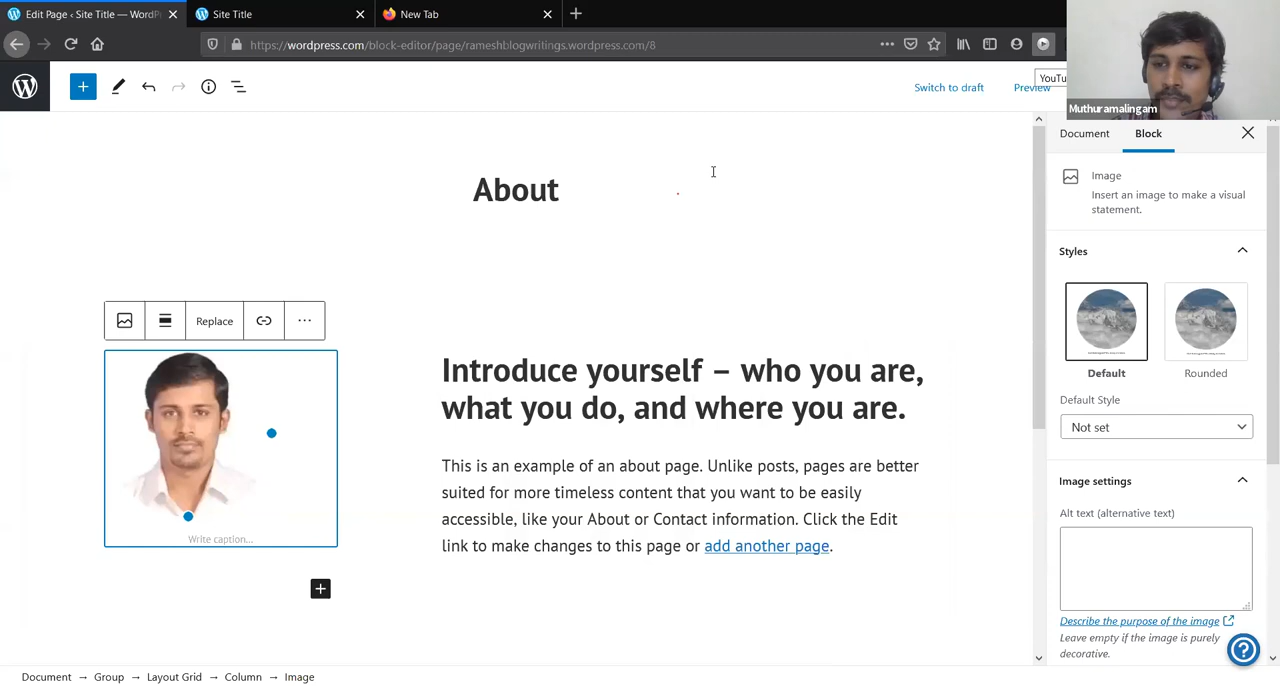 Edit Page ‹ Site Title — WordP
Site Title
New Tab
https://wordpress.com/block-editor/page/rameshblogwritings.wordpress.com/8
Switch to draft
Preview
YouTu
Muthuramalingam
Document
Block
Image
Insert an image to make a visual
statement.
Styles
Default
Rounded
Default Style
Not set
Image settings
Alt text (alternative text)
Describe the purpose of the image
Leave empty if the image is purely
decorative.
About
Replace
Write caption...
Introduce yourself – who you are,
what you do, and where you are.
This is an example of an about page. Unlike posts, pages are better
suited for more timeless content that you want to be easily
accessible, like your About or Contact information. Click the Edit
link to make changes to this page or add another page.
Document → Group → Layout Grid → Column → Image